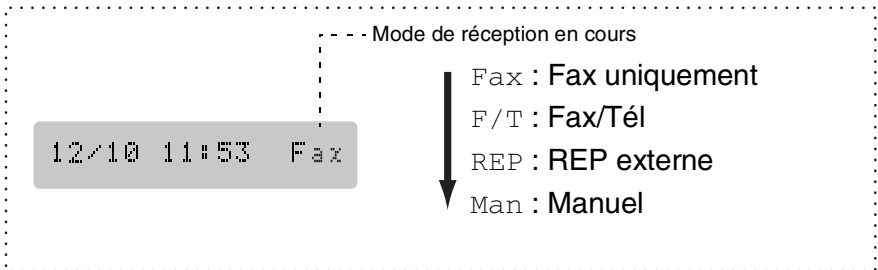 Mode de réception en cours
Fax : Fax uniquement
F/T : Fax/Tél
12/10 11:53 Fax
REP : REP externe
Man : Manuel